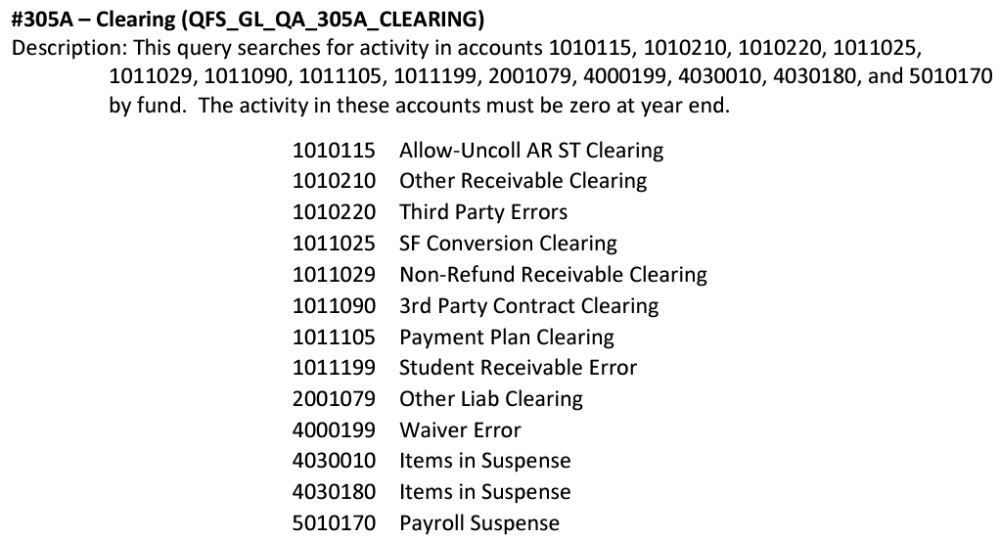 #305A – Clearing (QFS_GL_QA_305A_CLEARING)
Description: This query searches for activity in accounts 1010115, 1010210, 1010220, 1011025,
1011029, 1011090, 1011105, 1011199, 2001079, 4000199, 4030010, 4030180, and 5010170
by fund.  The activity in these accounts must be zero at year end.
1010115 Allow-Uncoll AR ST Clearing
1010210 Other Receivable Clearing
1010220 Third Party Errors
1011025 SF Conversion Clearing
1011029 Non-Refund Receivable Clearing
1011090 3rd Party Contract Clearing
1011105 Payment Plan Clearing
1011199 Student Receivable Error
2001079 Other Liab Clearing
4000199 Waiver Error
4030010 Items in Suspense
4030180 Items in Suspense
5010170 Payroll Suspense